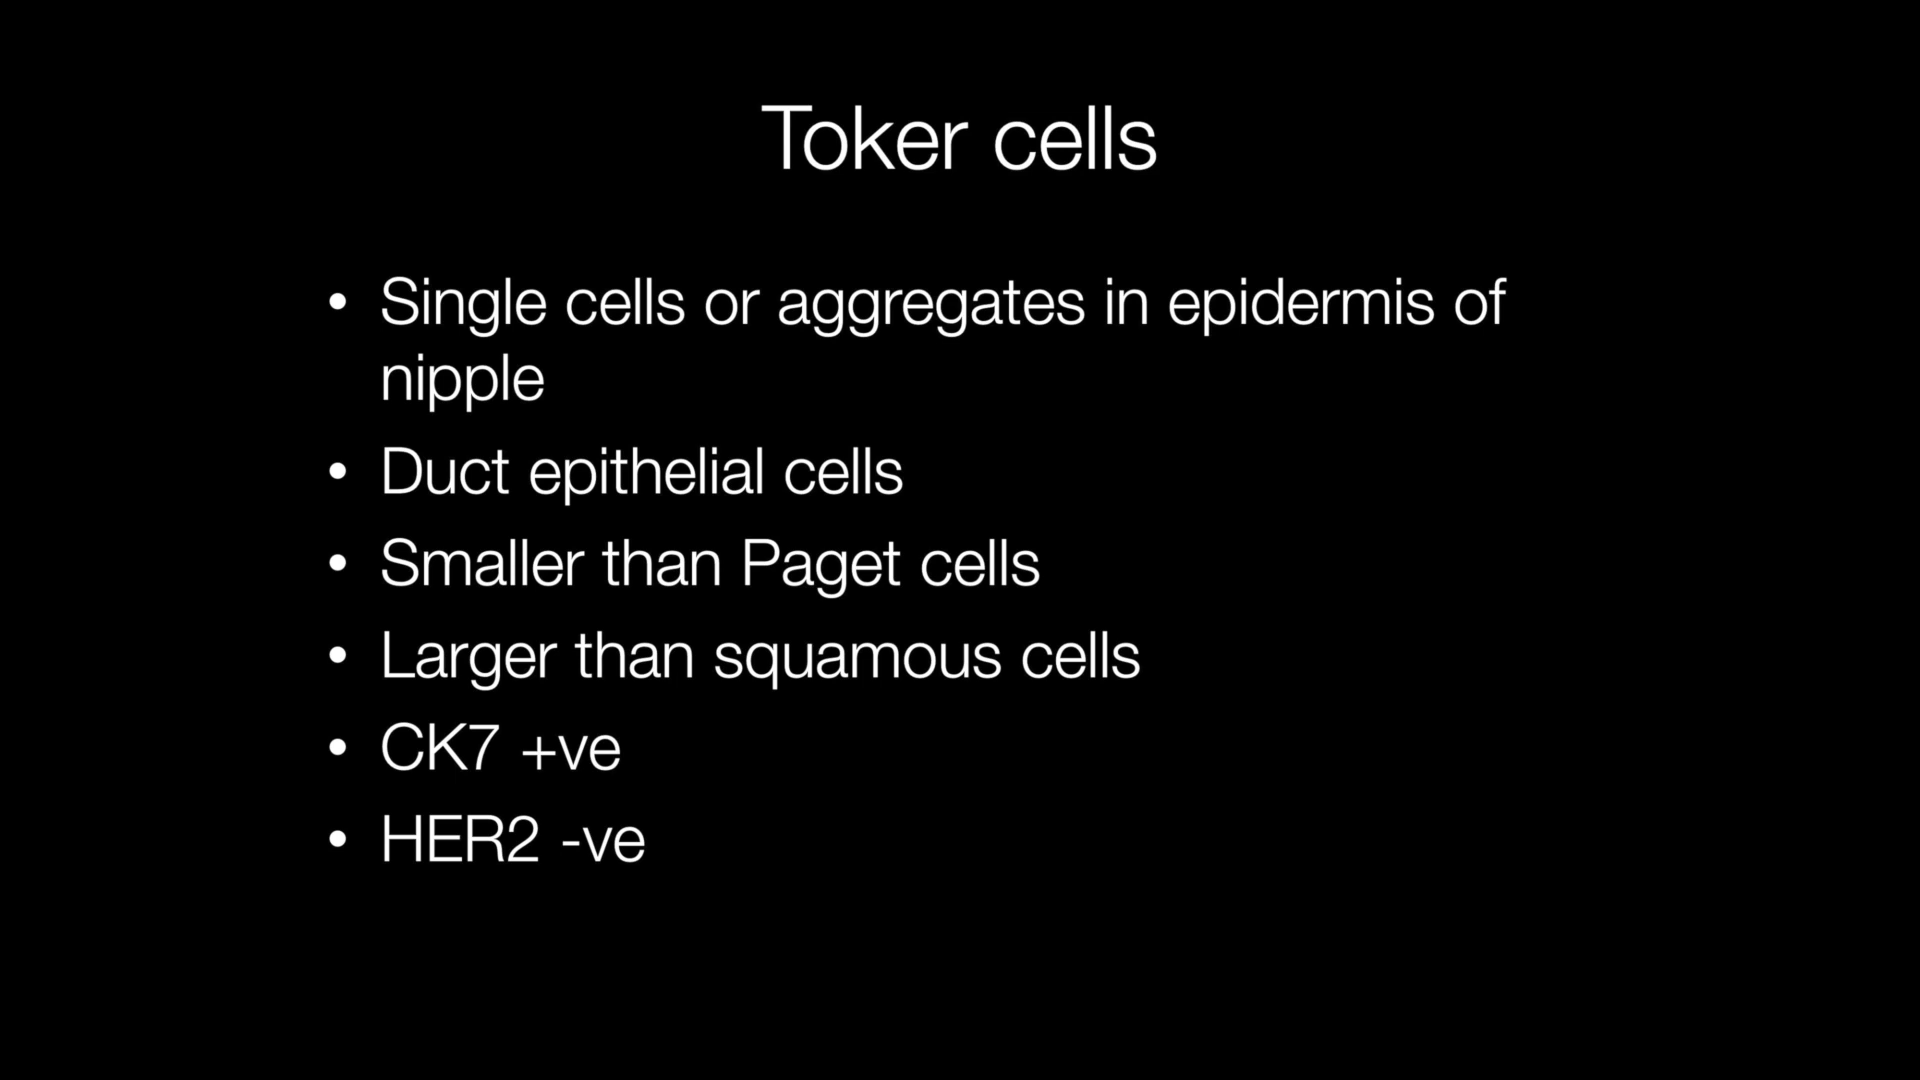 Toker cells
• Single cells or aggregates in epidermis of
nipple
• Duct epithelial cells
• Smaller than Paget cells
• Larger than squamous cells
• CK7 +ve
• HER2 -ve